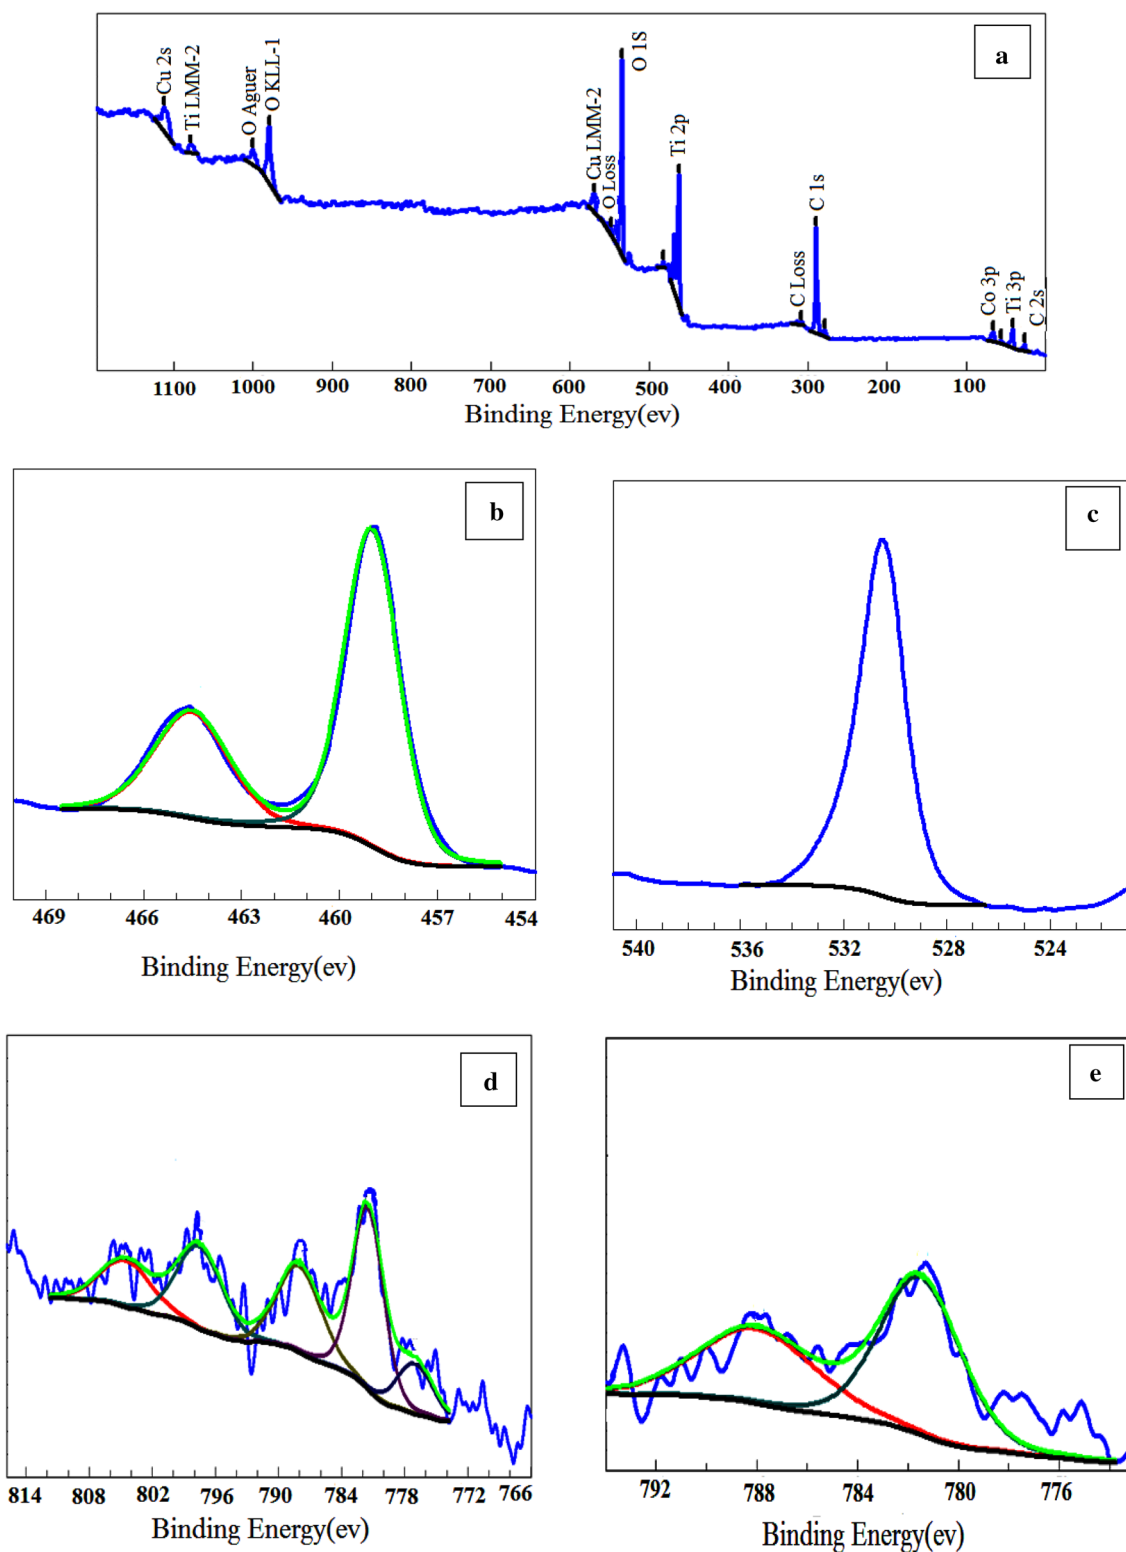 a
Cu 2s
Ti LMM-2
O Aguer
O KLL-1
Cu LMM-2
O Loss
O 1S
Ti 2p
C Loss
C 1s
Co 3p
Ti 3p
C 2s
1100 1000 900 800 700 600 500 400 300 200 100
Binding Energy(ev)
b
469 466 463 460 457 454
Binding Energy(ev)
c
540 536 532 528 524
Binding Energy(ev)
d
814 808 802 796 790 784 778 772 766
Binding Energy(ev)
e
792 788 784 780 776
Binding Energy(ev)